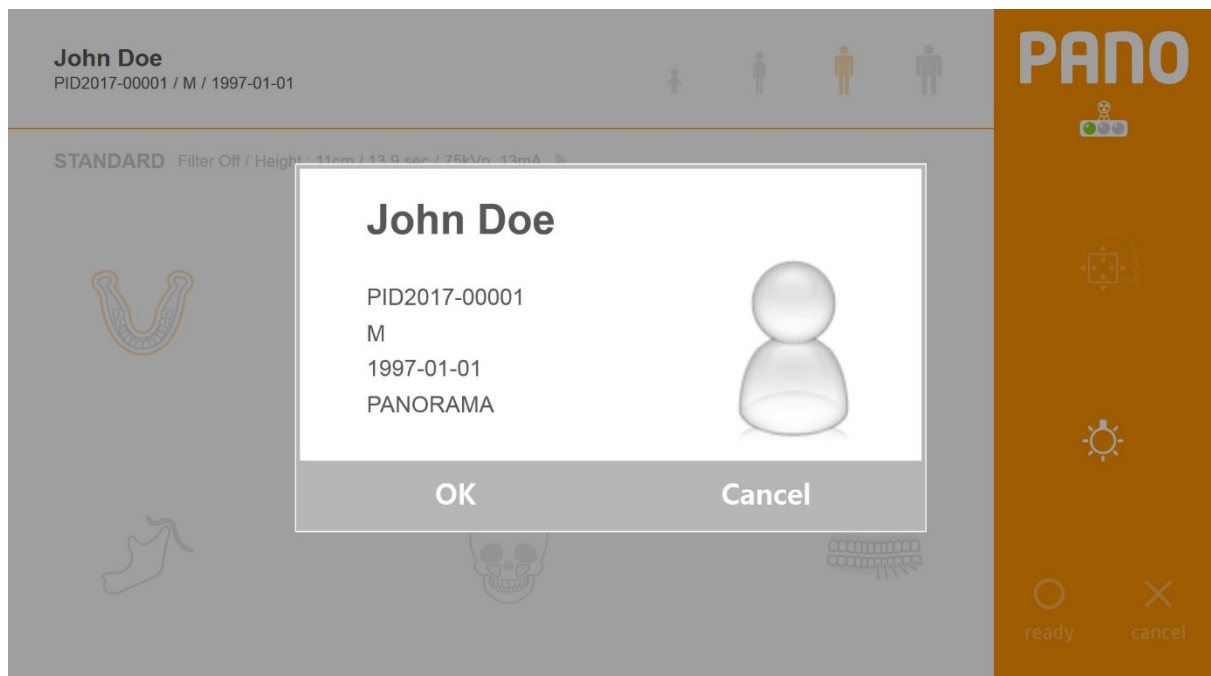 John Doe
PID2017-00001 / M / 1997-01-01
PANO
STANDARD Filter Off / Height : 11cm / 13.9 sec / 75kVp, 13mA
John Doe
PID2017-00001
M
1997-01-01
PANORAMA
OK Cancel
ready cancel